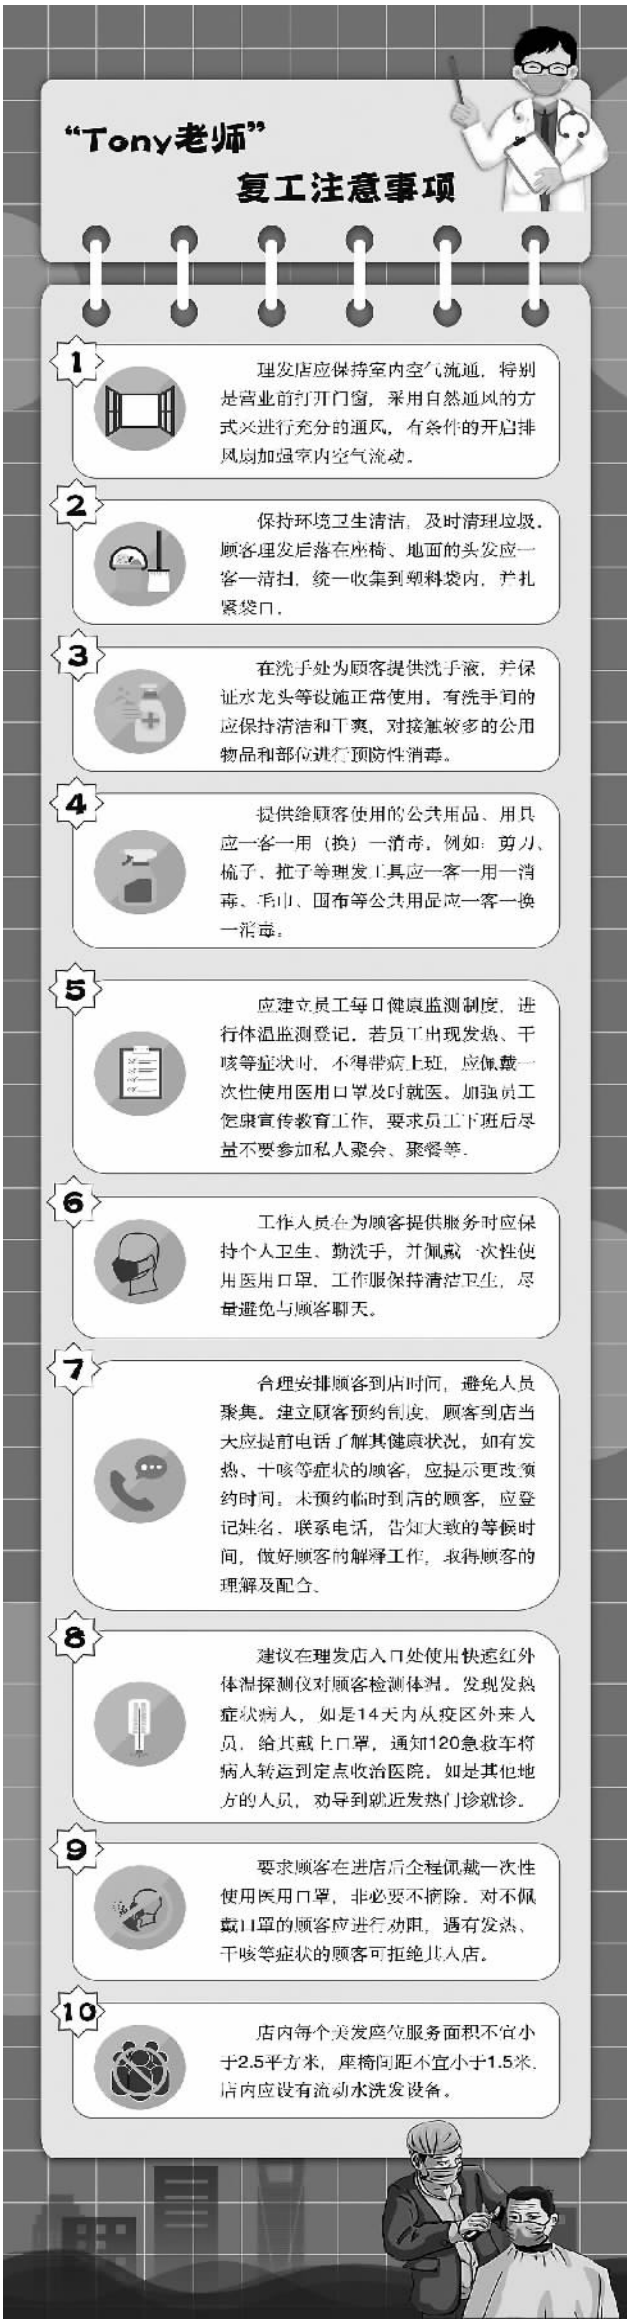 “Tony老师”
复工注意事项
1
理发店应保持室内空气流通，特别
是营业前打开门窗，采用自然通风的方
式来进行充分的通风，有条件的开启排
风扇加强室内空气流动。
2
保持环境卫生清洁，及时清理垃圾。
顾客理发后落在座椅、地面的头发应一
客一清扫，统一收集到塑料袋内，并扎
紧袋口。
3
在洗手处为顾客提供洗手液，并保
证水龙头等设施正常使用。有洗手间的
应保持清洁和干爽，对接触较多的公用
物品和部位进行预防性消毒。
4
提供给顾客使用的公共用品、用具
应一客一用（换）一消毒，例如：剪刀、
梳子、推子等理发工具应一客一用一消
毒、毛巾、围布等公共用品应一客一换
一消毒。
5
应建立员工每日健康监测制度，进
行体温监测登记，若员工出现发热、干
咳等症状时，不得带病上班，应佩戴一
次性使用医用口罩及时就医。加强员工
健康宣传教育工作，要求员工下班后尽
量不要参加私人聚会、聚餐等。
6
工作人员在为顾客提供服务时应保
持个人卫生、勤洗手，并佩戴一次性使
用医用口罩，工作服保持清洁卫生，尽
量避免与顾客聊天。
7
合理安排顾客到店时间，避免人员
聚集。建立顾客预约制度，顾客到店当
天应提前电话了解其健康状况，如有发
热、干咳等症状的顾客，应提示更改预
约时间。未预约临时到店的顾客，应登
记姓名、联系电话，告知大致的等候时
间，做好顾客的解释工作，取得顾客的
理解及配合。
8
建议在理发店入口处使用快速红外
体温探测仪对顾客检测体温。发现发热
症状病人，如是14天内从疫区外来人
员，给其戴上口罩，通知120急救车将
病人转运到定点收治医院，如是其他地
方的人员，劝导到就近发热门诊就诊。
9
要求顾客在进店后全程佩戴一次性
使用医用口罩，非必要不摘除。对不佩
戴口罩的顾客应进行劝阻，遇有发热、
干咳等症状的顾客可拒绝其入店。
10
店内每个美发座位服务面积不宜小
于2.5平方米，座椅间距不宜小于1.5米。
店内应设有流动水洗发设备。